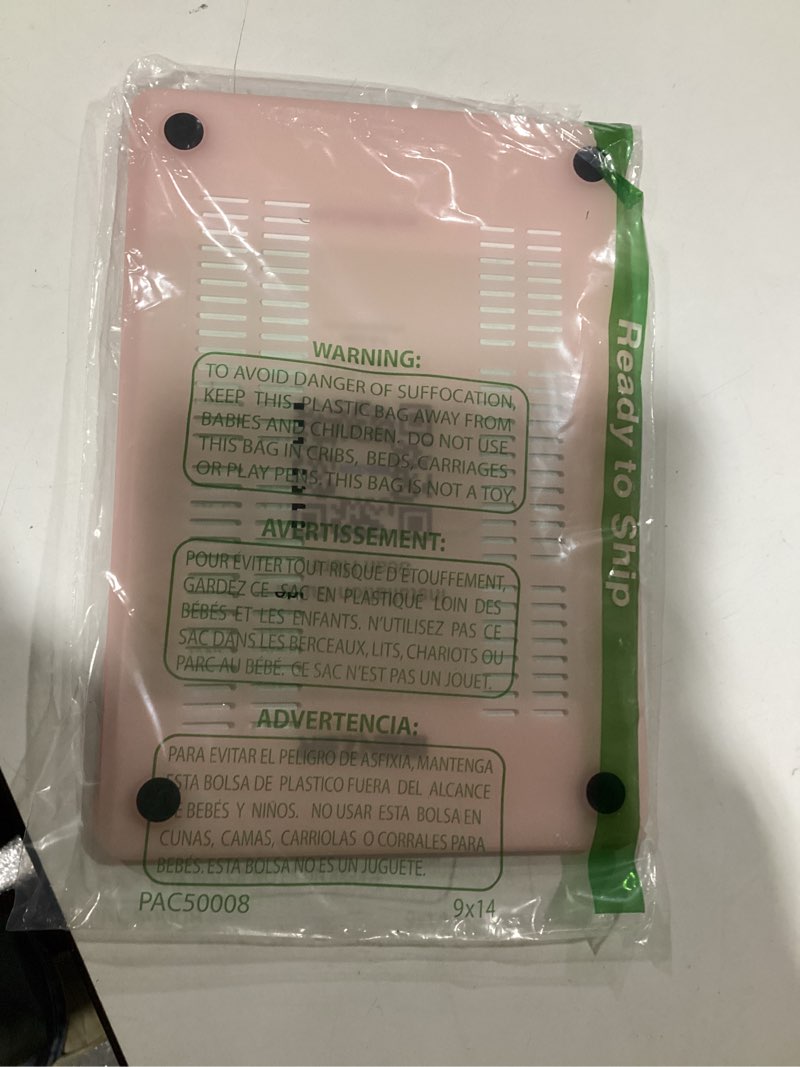 WARNING:
TO AVOID DANGER OF SUFFOCATION,
KEEP THIS PLASTIC BAG AWAY FROM
BABIES AND CHILDREN. DO NOT USE
THIS BAG IN CRIBS, BEDS, CARRIAGES
OR PLAY PENS. THIS BAG IS NOT A TOY.
AVERTISSEMENT:
POUR ÉVITER TOUT RISQUE D'ETOUFFEMENT,
GARDEZ CE SAC EN PLASTIQUE LOIN DES
BÉBÉS ET LES ENFANTS. N'UTILISEZ PAS CE
SAC DANS LES BERCEAUX, LITS, CHARIOTS OU
PARC AU BÉBÉ. CE SAC N'EST PAS UN JOUET.
ADVERTENCIA:
PARA EVITAR EL PELIGRO DE ASFIXIA, MANTENGA
ESTA BOLSA DE PLASTICO FUERA DEL ALCANCE
DE BEBÉS Y NIÑOS. NO USAR ESTA BOLSA EN
CUNAS, CAMAS, CARRIOLAS O CORRALES PARA
BEBÉS. ESTA BOLSA NO ES UN JUGUETE.
PAC50008 9x14
Ready to Ship